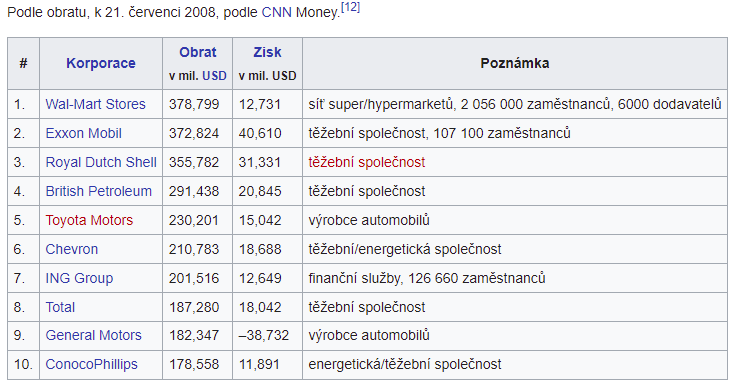 Podle obratu, k 21. červenci 2008, podle CNN Money.[12]
# Korporace Obrat v mil. USD Zisk v mil. USD Poznámka
1. Wal-Mart Stores 378,799 12,731 síť super/hypermarketů, 2 056 000 zaměstnanců, 6000 dodavatelů
2. Exxon Mobil 372,824 40,610 těžební společnost, 107 100 zaměstnanců
3. Royal Dutch Shell 355,782 31,331 těžební společnost
4. British Petroleum 291,438 20,845 těžební společnost
5. Toyota Motors 230,201 15,042 výrobce automobilů
6. Chevron 210,783 18,688 těžební/energetická společnost
7. ING Group 201,516 12,649 finanční služby, 126 660 zaměstnanců
8. Total 187,280 18,042 těžební společnost
9. General Motors 182,347 –38,732 výrobce automobilů
10. ConocoPhillips 178,558 11,891 energetická/těžební společnost